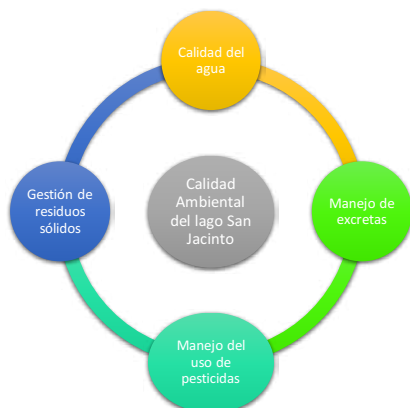 Calidad del
agua
Gestión de
residuos
sólidos
Calidad
Ambiental
del lago San
Jacinto
Manejo de
excretas
Manejo del
uso de
pesticidas